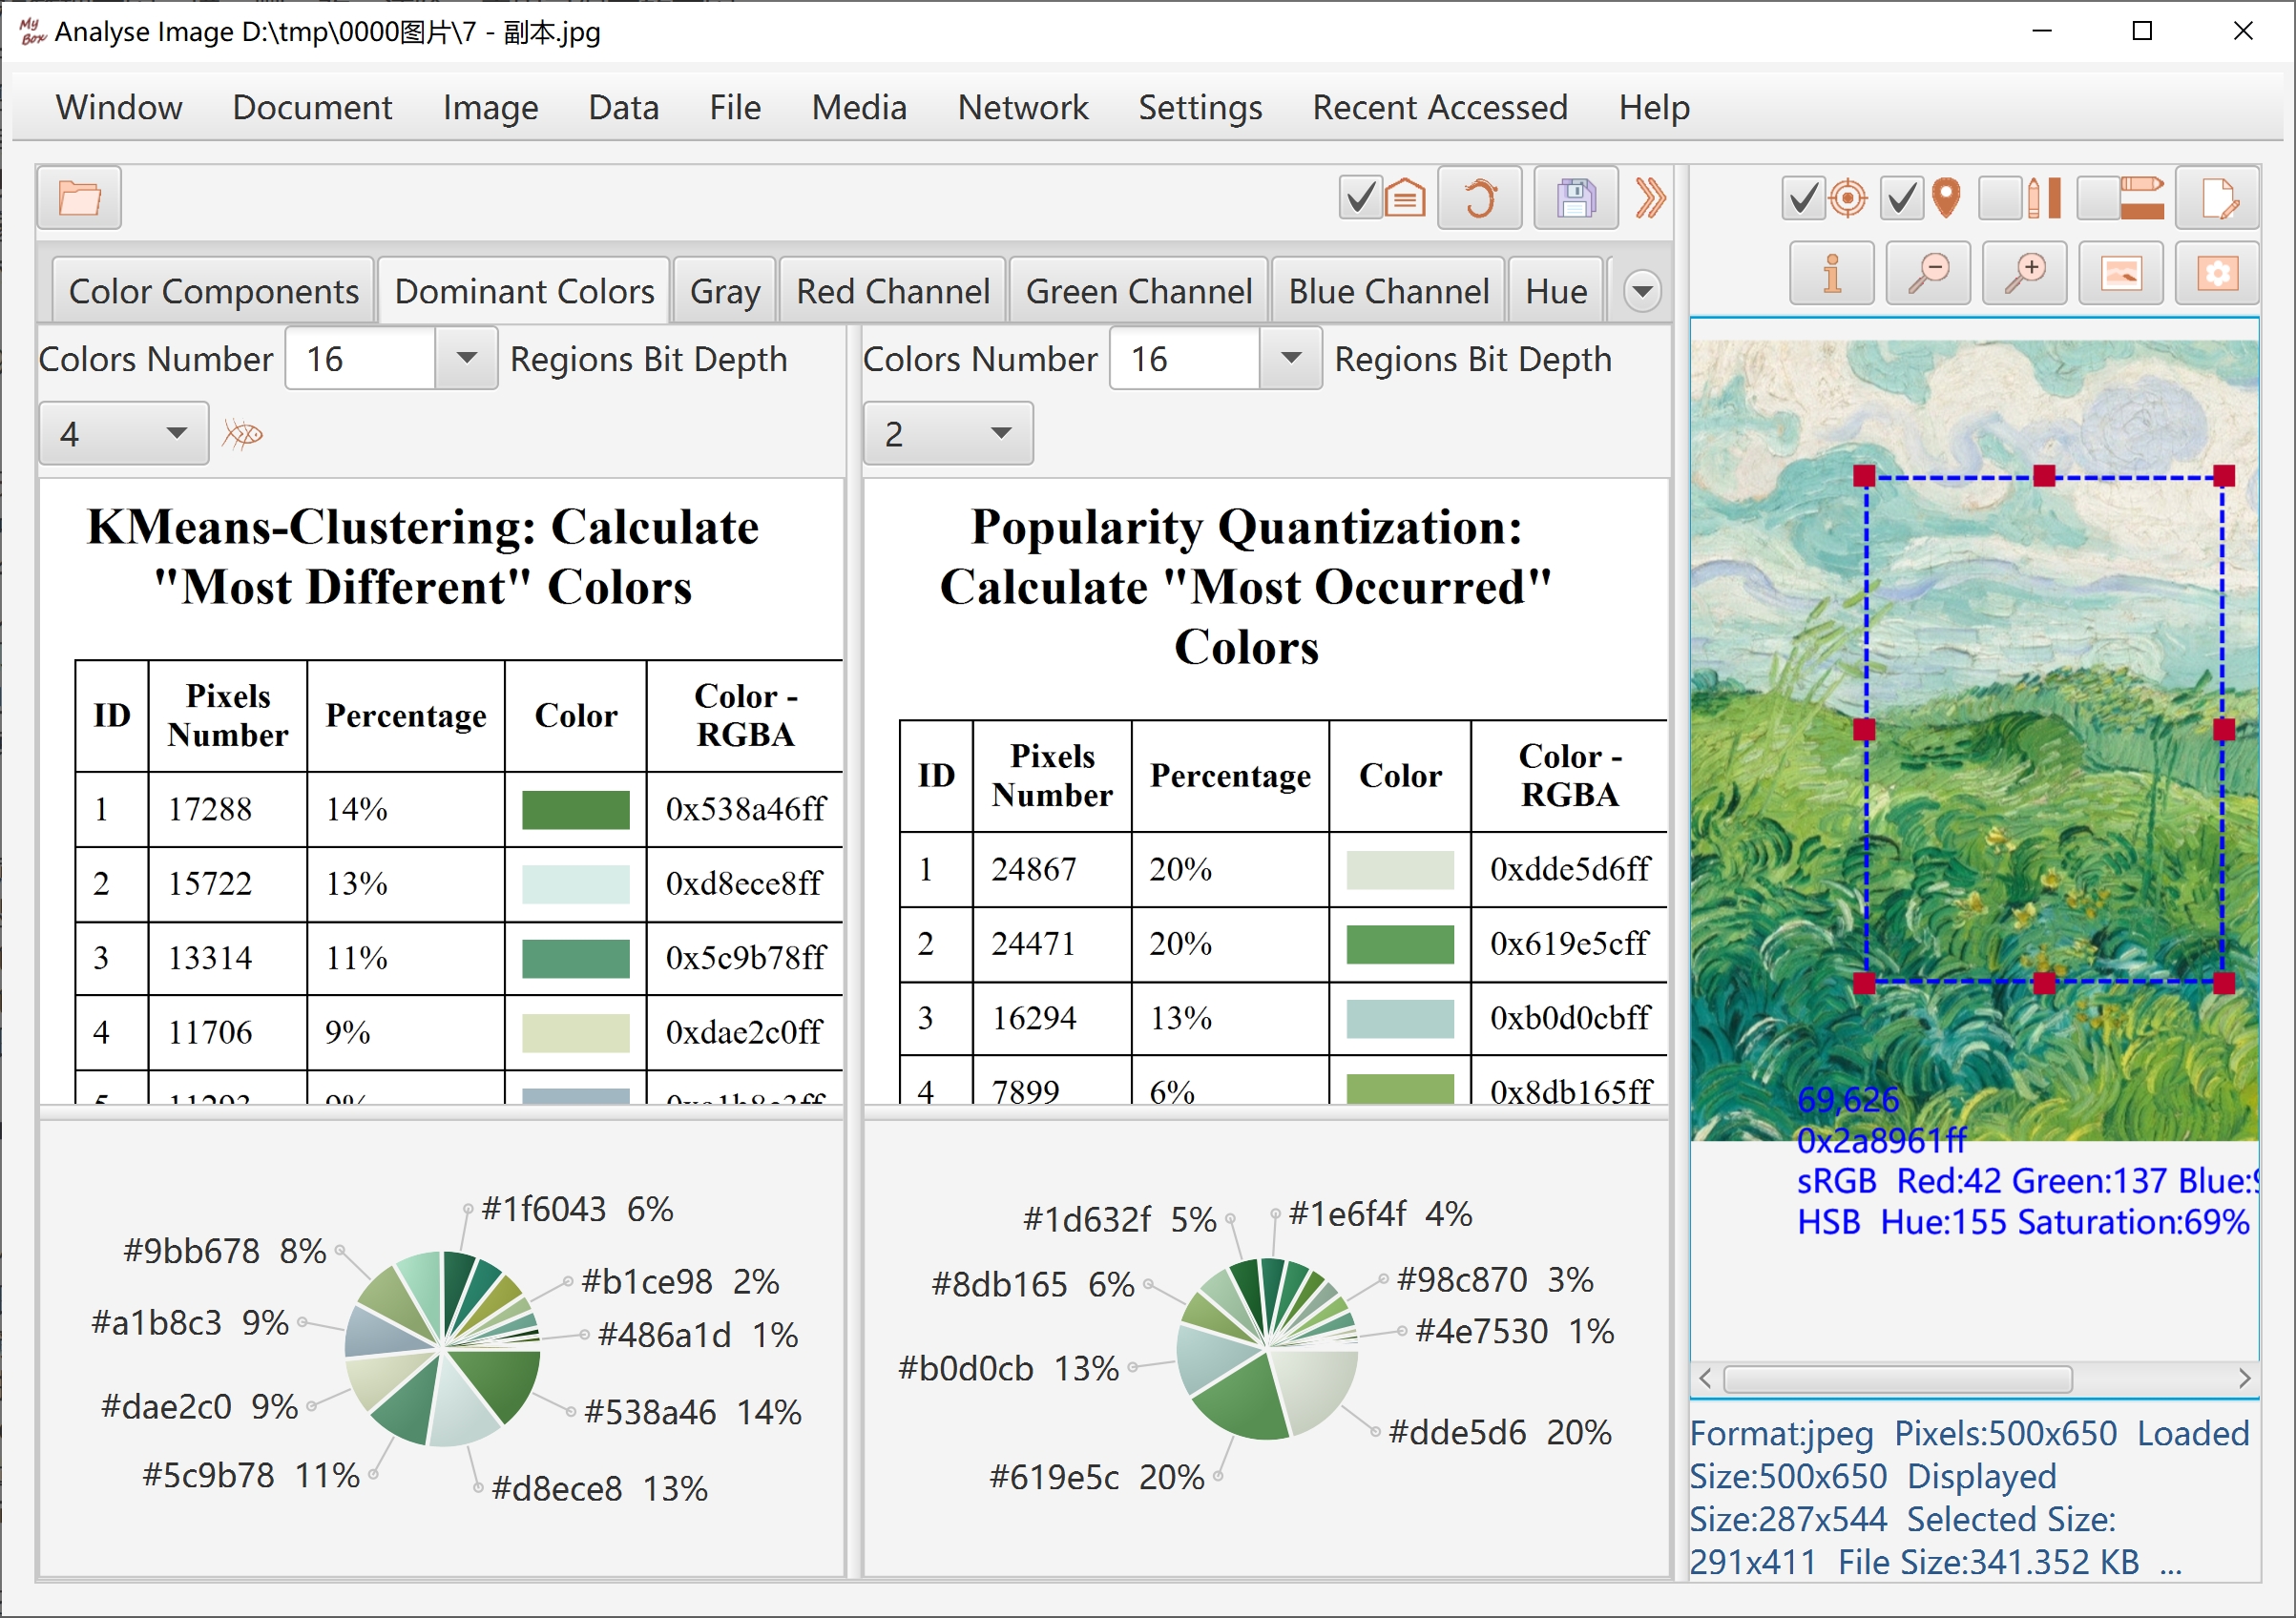 My Box
Analyse Image D:\tmp\0000图片\7 - 副本.jpg
Window Document Image Data File Media Network Settings Recent Accessed Help
Color Components Dominant Colors Gray Red Channel Green Channel Blue Channel Hue
Colors Number 16 Regions Bit Depth
4
KMeans-Clustering: Calculate
"Most Different" Colors
ID Pixels Number Percentage Color Color - RGBA
1 17288 14% 0x538a46ff
2 15722 13% 0xd8ece8ff
3 13314 11% 0x5c9b78ff
4 11706 9% 0xdae2c0ff
5 11293 9% 0xa1b8c3ff
#1f6043 6%
#9bb678 8%
#b1ce98 2%
#a1b8c3 9%
#486a1d 1%
#dae2c0 9%
#538a46 14%
#5c9b78 11%
#d8ece8 13%
Colors Number 16 Regions Bit Depth
2
Popularity Quantization:
Calculate "Most Occurred"
Colors
ID Pixels Number Percentage Color Color - RGBA
1 24867 20% 0xdde5d6ff
2 24471 20% 0x619e5cff
3 16294 13% 0xb0d0cbff
4 7899 6% 0x8db165ff
#1d632f 5%
#1e6f4f 4%
#8db165 6%
#98c870 3%
#4e7530 1%
#b0d0cb 13%
#dde5d6 20%
#619e5c 20%
69,626
0x2a8961ff
sRGB Red:42 Green:137 Blue:9
HSB Hue:155 Saturation:69%
Format:jpeg Pixels:500x650 Loaded
Size:500x650 Displayed
Size:287x544 Selected Size:
291x411 File Size:341.352 KB ...